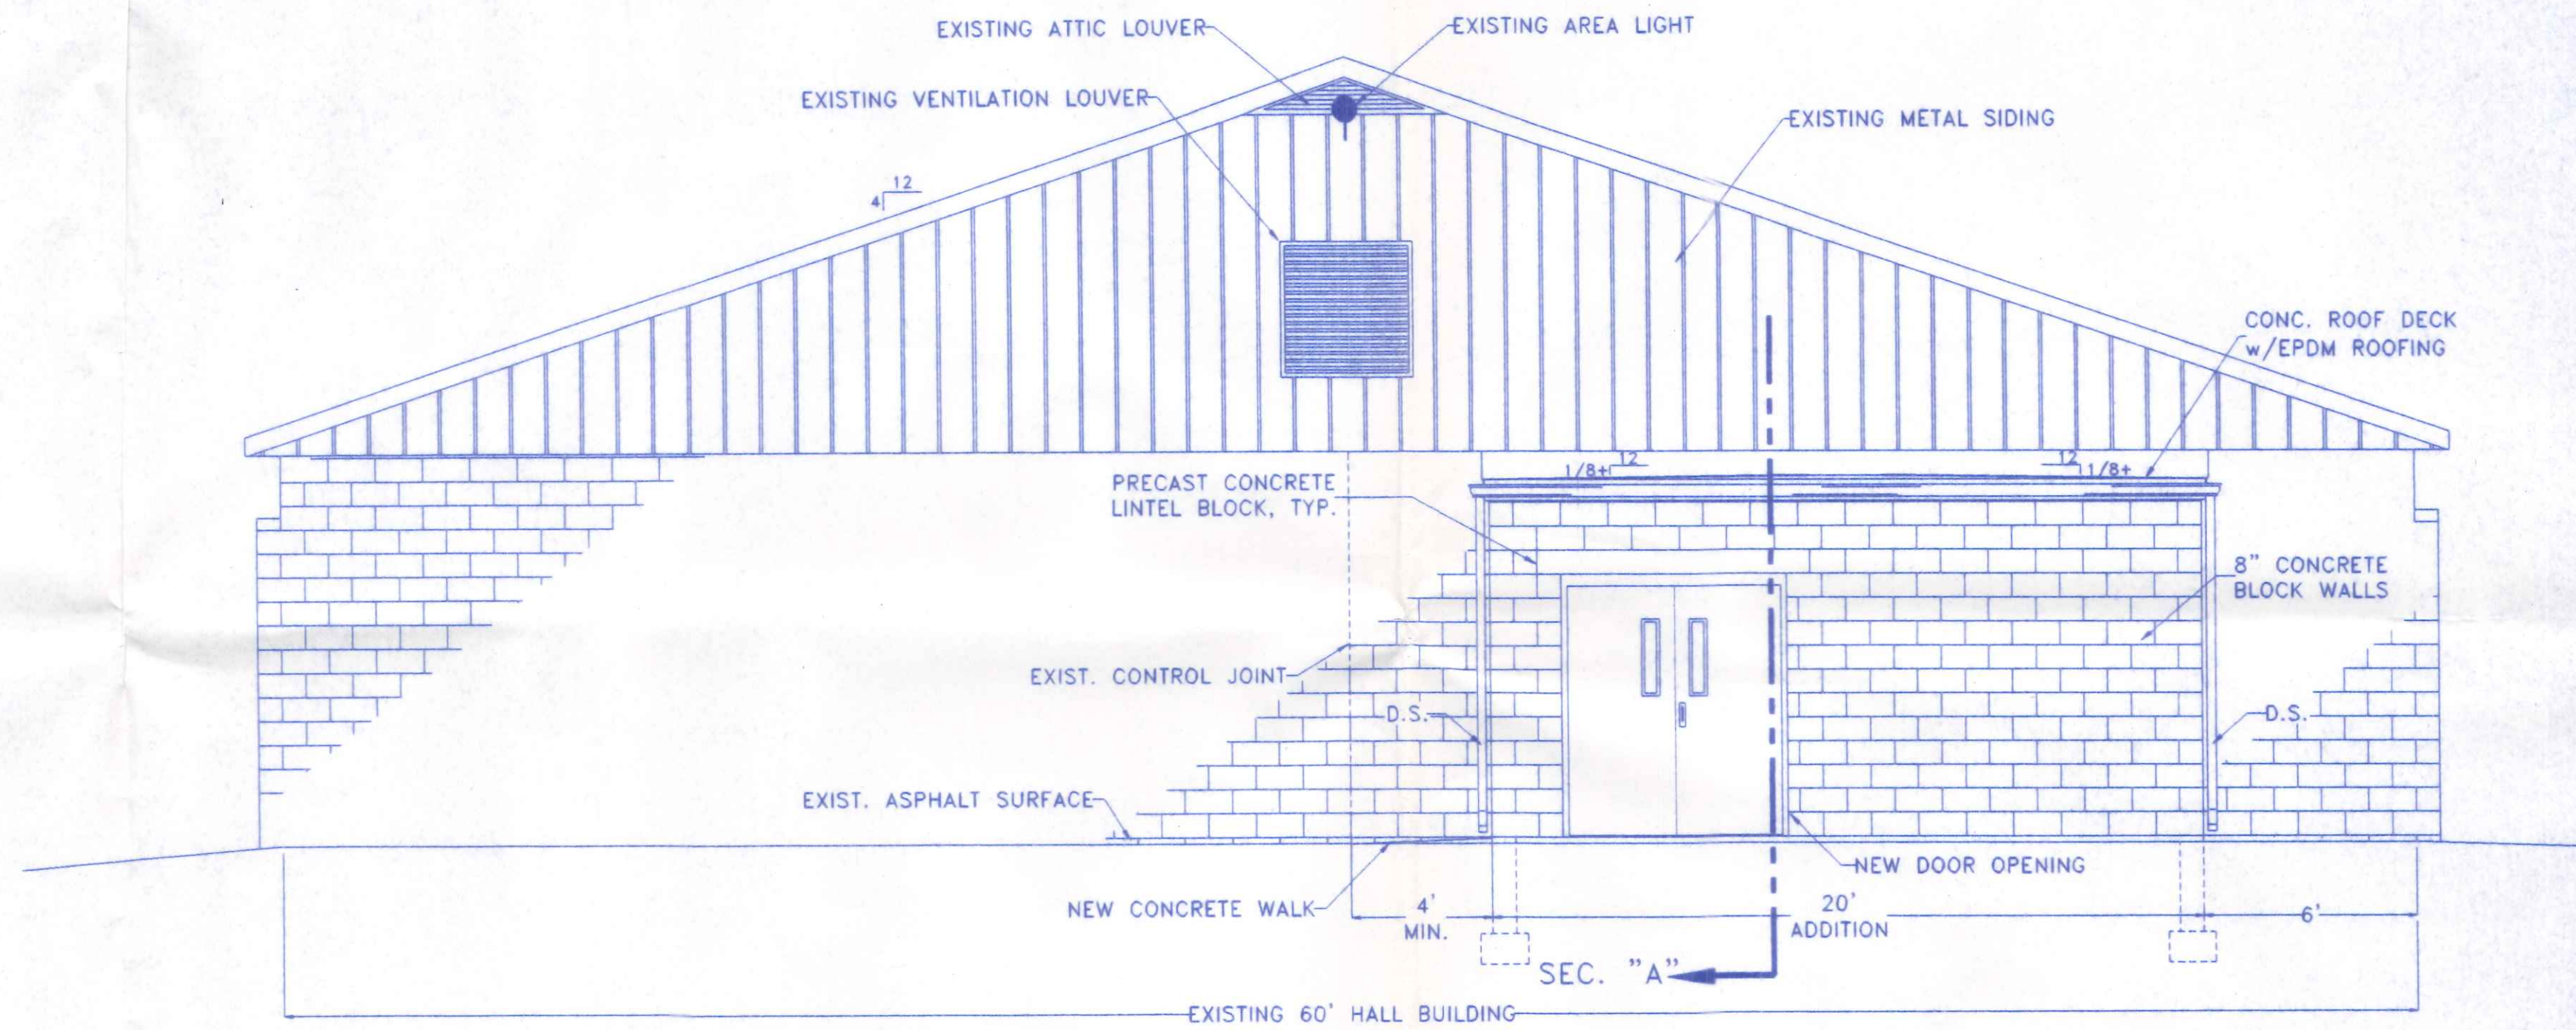 EXISTING ATTIC LOUVER
EXISTING AREA LIGHT
EXISTING VENTILATION LOUVER
EXISTING METAL SIDING
12
4
CONC. ROOF DECK
w/EPDM ROOFING
12
1/8+
12
1/8+
PRECAST CONCRETE
LINTEL BLOCK, TYP.
8" CONCRETE
BLOCK WALLS
EXIST. CONTROL JOINT
D.S.
D.S.
EXIST. ASPHALT SURFACE
NEW DOOR OPENING
NEW CONCRETE WALK
4'
MIN.
20'
ADDITION
6'
SEC. "A"
EXISTING 60' HALL BUILDING